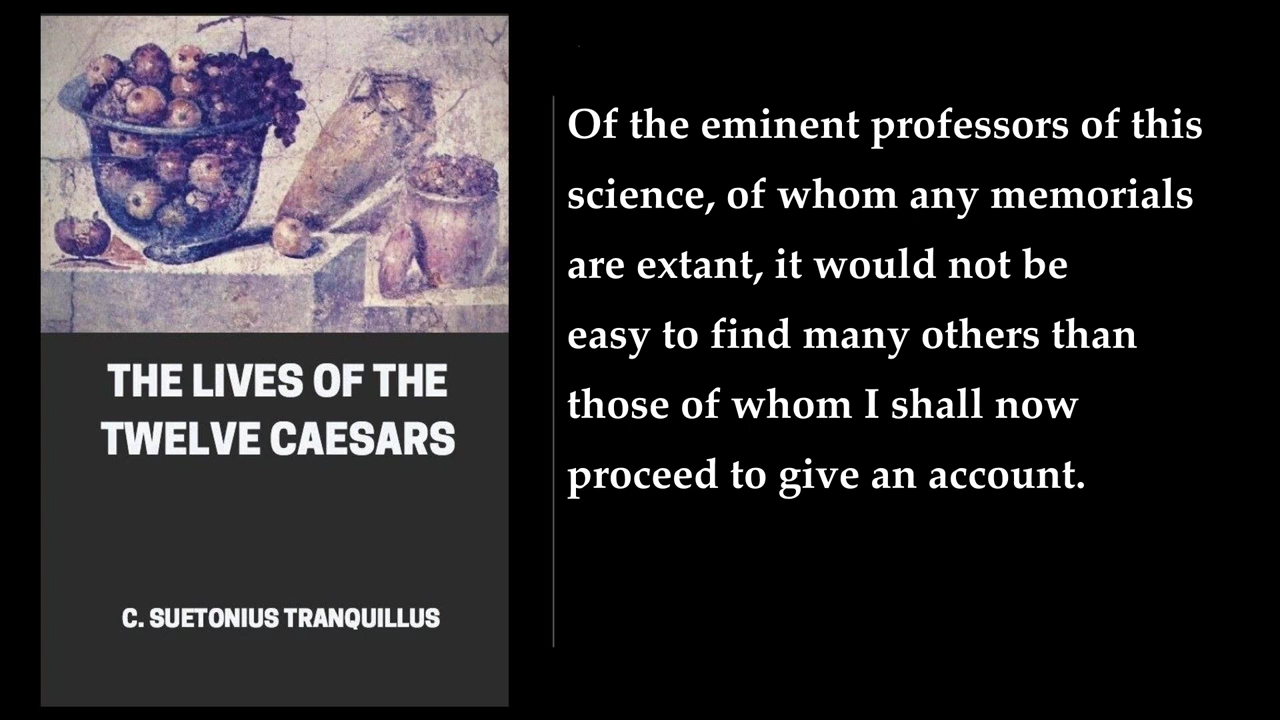 THE LIVES OF THE
TWELVE CAESARS
C. SUETONIUS TRANQUILLUS
Of the eminent professors of this
science, of whom any memorials
are extant, it would not be
easy to find many others than
those of whom I shall now
proceed to give an account.